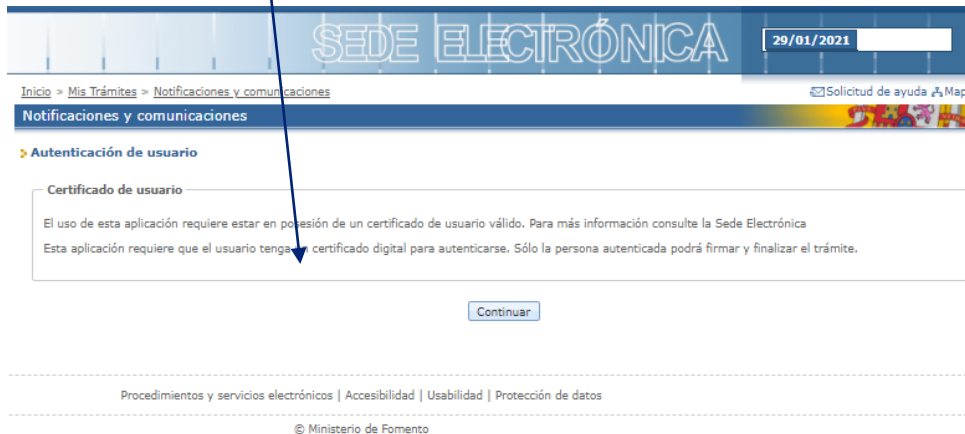 SEDE ELECTRÓNICA
29/01/2021
Inicio > Mis Trámites > Notificaciones y comunicaciones
Solicitud de ayuda Map
Notificaciones y comunicaciones
Autenticación de usuario
Certificado de usuario
El uso de esta aplicación requiere estar en posesión de un certificado de usuario válido. Para más información consulte la Sede Electrónica
Esta aplicación requiere que el usuario tenga un certificado digital para autenticarse. Sólo la persona autenticada podrá firmar y finalizar el trámite.
Continuar
Procedimientos y servicios electrónicos | Accesibilidad | Usabilidad | Protección de datos
© Ministerio de Fomento